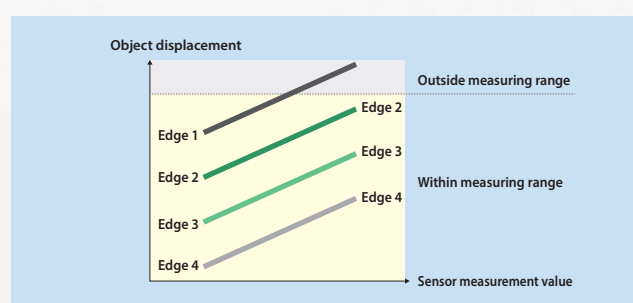 Object displacement
Outside measuring range
Edge 2
Edge 1
Edge 3
Edge 2
Within measuring range
Edge 4
Edge 3
Edge 4
Sensor measurement value